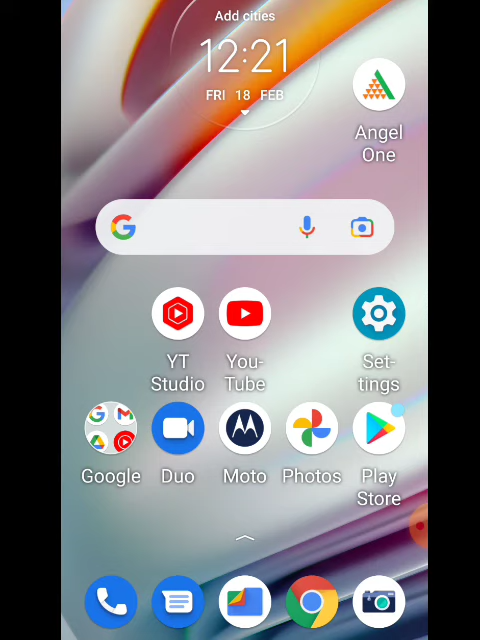 Add cities
12:21
FRI 18 FEB
Angel
One
YT
Studio
You-
Tube
Set-
tings
Google
Duo
Moto
Photos
Play
Store